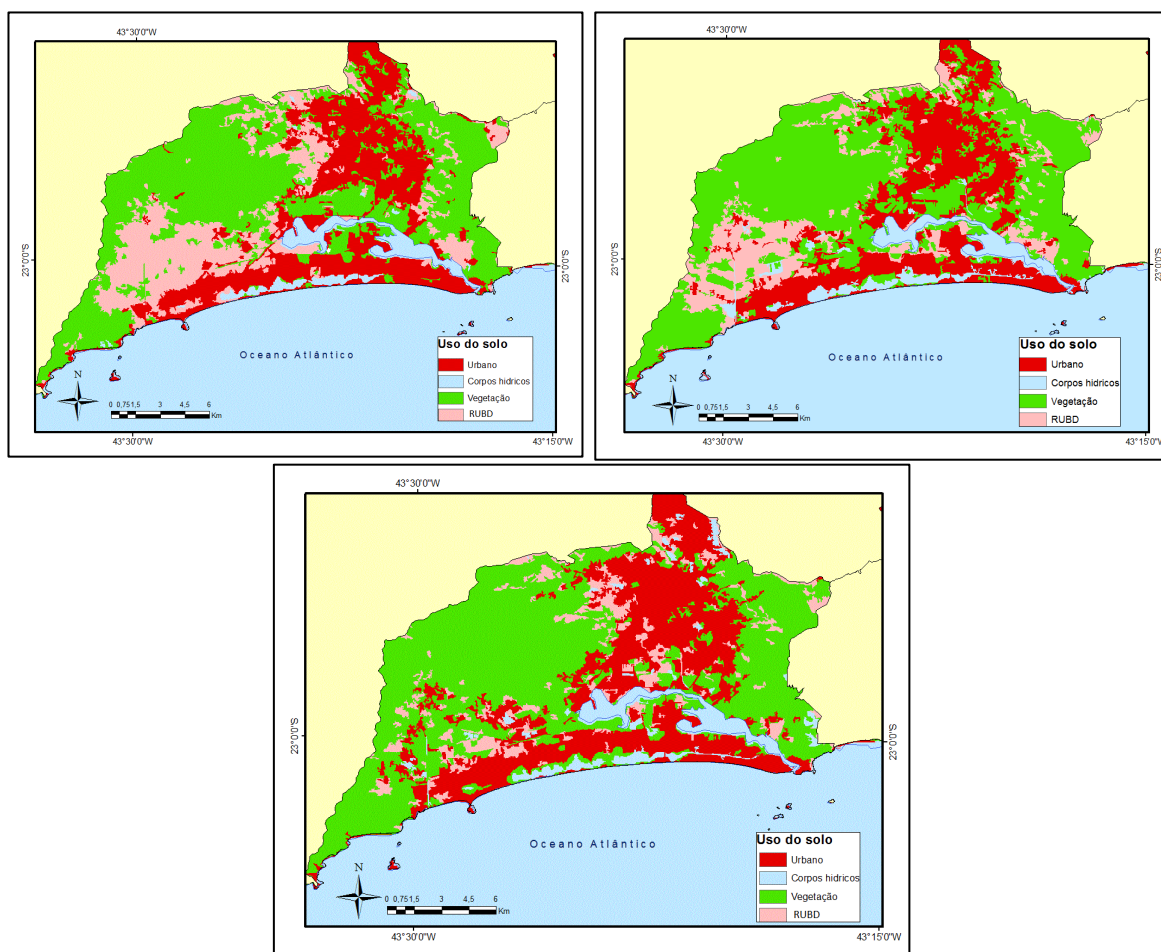 43°30'0"W
23°0'0"S
23°0'0"S
Oceano Atlântico
Uso do solo
Urbano
Corpos hídricos
Vegetação
RUBD
N
0 0,75 1,5 3 4,5 6
Km
43°30'0"W
43°15'0"W
43°30'0"W
23°0'0"S
23°0'0"S
Oceano Atlântico
Uso do solo
Urbano
Corpos hídricos
Vegetação
RUBD
N
0 0,75 1,5 3 4,5 6
Km
43°30'0"W
43°15'0"W
43°30'0"W
23°0'0"S
23°0'0"S
Oceano Atlântico
Uso do solo
Urbano
Corpos hídricos
Vegetação
RUBD
N
0 0,75 1,5 3 4,5 6
Km
43°30'0"W
43°15'0"W